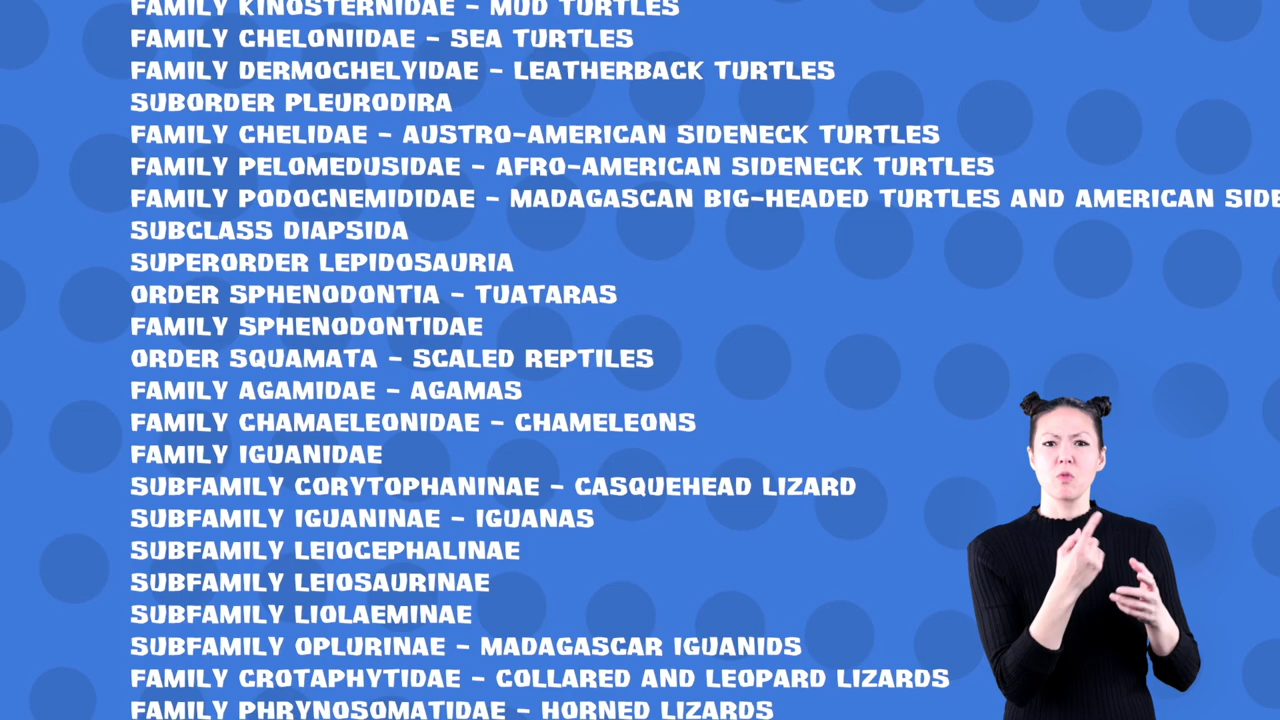 FAMILY KINOSTERNIDAE - MUD TURTLES
FAMILY CHELONIIDAE - SEA TURTLES
FAMILY DERMOCHELYIDAE - LEATHERBACK TURTLES
SUBORDER PLEURODIRA
FAMILY CHELIDAE - AUSTRO-AMERICAN SIDENECK TURTLES
FAMILY PELOMEDUSIDAE - AFRO-AMERICAN SIDENECK TURTLES
FAMILY PODOCNEMIDIDAE - MADAGASCAN BIG-HEADED TURTLES AND AMERICAN SIDE
SUBCLASS DIAPSIDA
SUPERORDER LEPIDOSAURIA
ORDER SPHENODONTIA - TUATARAS
FAMILY SPHENODONTIDAE
ORDER SQUAMATA - SCALED REPTILES
FAMILY AGAMIDAE - AGAMAS
FAMILY CHAMAELEONIDAE - CHAMELEONS
FAMILY IGUANIDAE
SUBFAMILY CORYTOPHANINAE - CASQUEHEAD LIZARD
SUBFAMILY IGUANINAE - IGUANAS
SUBFAMILY LEIOCEPHALINAE
SUBFAMILY LEIOSAURINAE
SUBFAMILY LIOLAEMINAE
SUBFAMILY OPLURINAE - MADAGASCAR IGUANIDS
FAMILY CROTAPHYTIDAE - COLLARED AND LEOPARD LIZARDS
FAMILY PHRYNOSOMATIDAE - HORNED LIZARDS